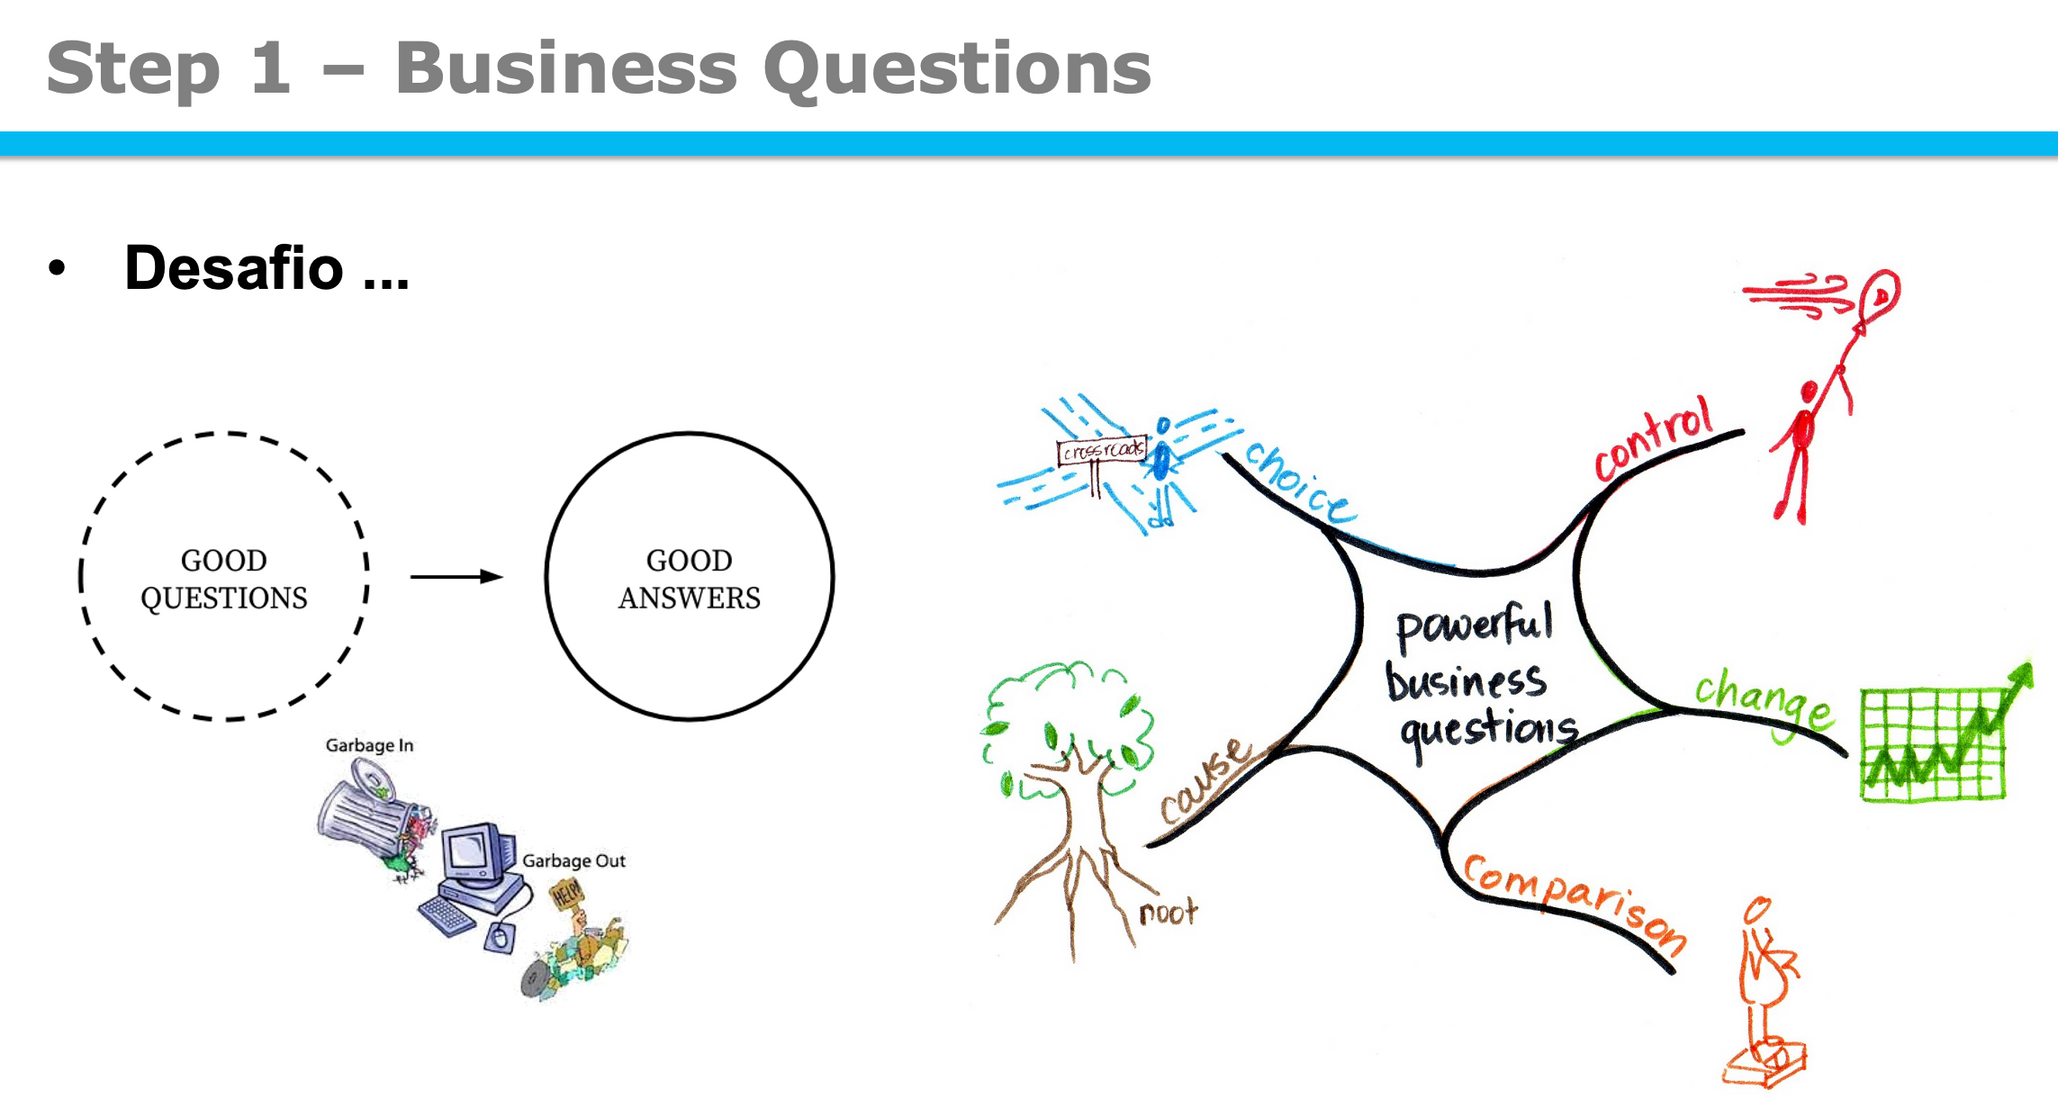 Step 1 – Business Questions
• Desafio ...
GOOD
QUESTIONS
GOOD
ANSWERS
Garbage In
Garbage Out
HELP!
crossroads
choice
control
powerful
business
questions
change
cause
root
comparison